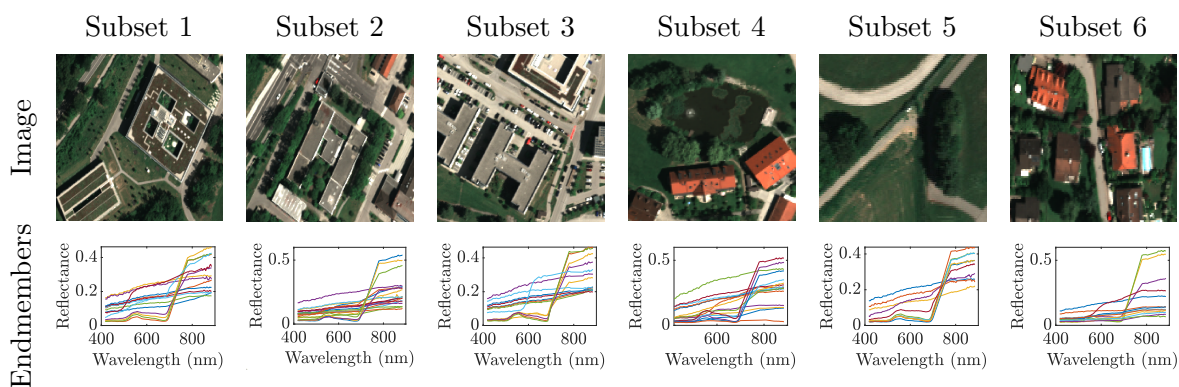 Subset 1 Subset 2 Subset 3 Subset 4 Subset 5 Subset 6
Image
Endmembers
Reflectance
0.4
0.2
0
400 600 800
Wavelength (nm)
Reflectance
0.5
0
400 600 800
Wavelength (nm)
Reflectance
0.4
0.2
0
400 600 800
Wavelength (nm)
Reflectance
0.5
0
600 800
Wavelength (nm)
Reflectance
0.4
0.2
0
400 600 800
Wavelength (nm)
Reflectance
0.5
0
400 600 800
Wavelength (nm)